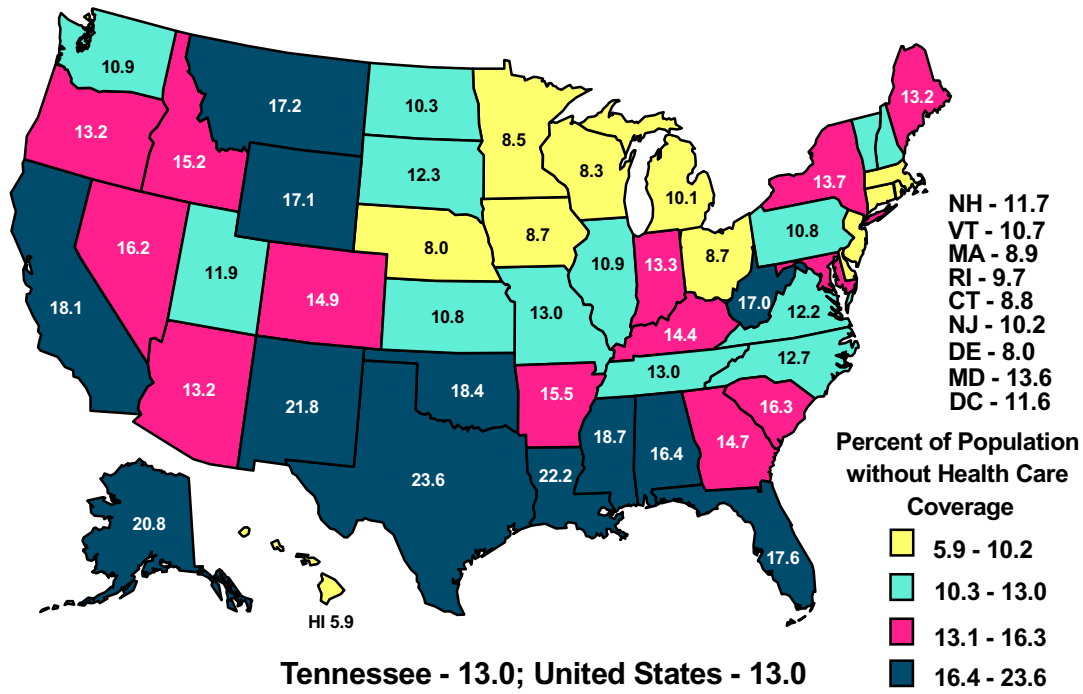 10.9
17.2
10.3
8.5
13.2
13.2
15.2
8.3
12.3
17.1
10.1
13.7
16.2
8.0
8.7
10.8
11.9
10.9
13.3
8.7
18.1
14.9
17.0
10.8
13.0
12.2
14.4
12.7
13.2
13.0
18.4
15.5
16.3
21.8
18.7
14.7
16.4
23.6
22.2
20.8
17.6
HI 5.9
NH - 11.7
VT - 10.7
MA - 8.9
RI - 9.7
CT - 8.8
NJ - 10.2
DE - 8.0
MD - 13.6
DC - 11.6
Percent of Population
without Health Care
Coverage
5.9 - 10.2
10.3 - 13.0
13.1 - 16.3
16.4 - 23.6
Tennessee - 13.0; United States - 13.0